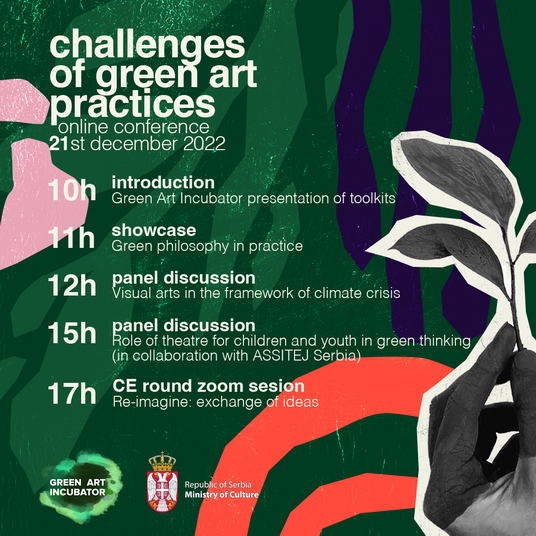 challenges
of green art
practices
online conference
21st december 2022
10h introduction
Green Art Incubator presentation of toolkits
11h showcase
Green philosophy in practice
12h panel discussion
Visual arts in the framework of climate crisis
15h panel discussion
Role of theatre for children and youth in green thinking
(in collaboration with ASSITEJ Serbia)
17h CE round zoom sesion
Re-imagine: exchange of ideas
GREEN ART
INCUBATOR
Republic of Serbia
Ministry of Culture